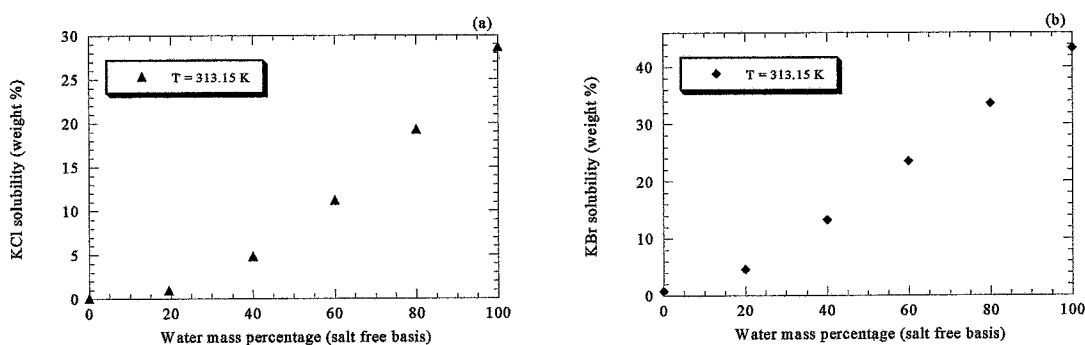 (a)
30
25
20
15
10
5
0
KCl solubility (weight %)
T = 313.15 K
0 20 40 60 80 100
Water mass percentage (salt free basis)
(b)
40
30
20
10
0
KBr solubility (weight %)
T = 313.15 K
0 20 40 60 80 100
Water mass percentage (salt free basis)